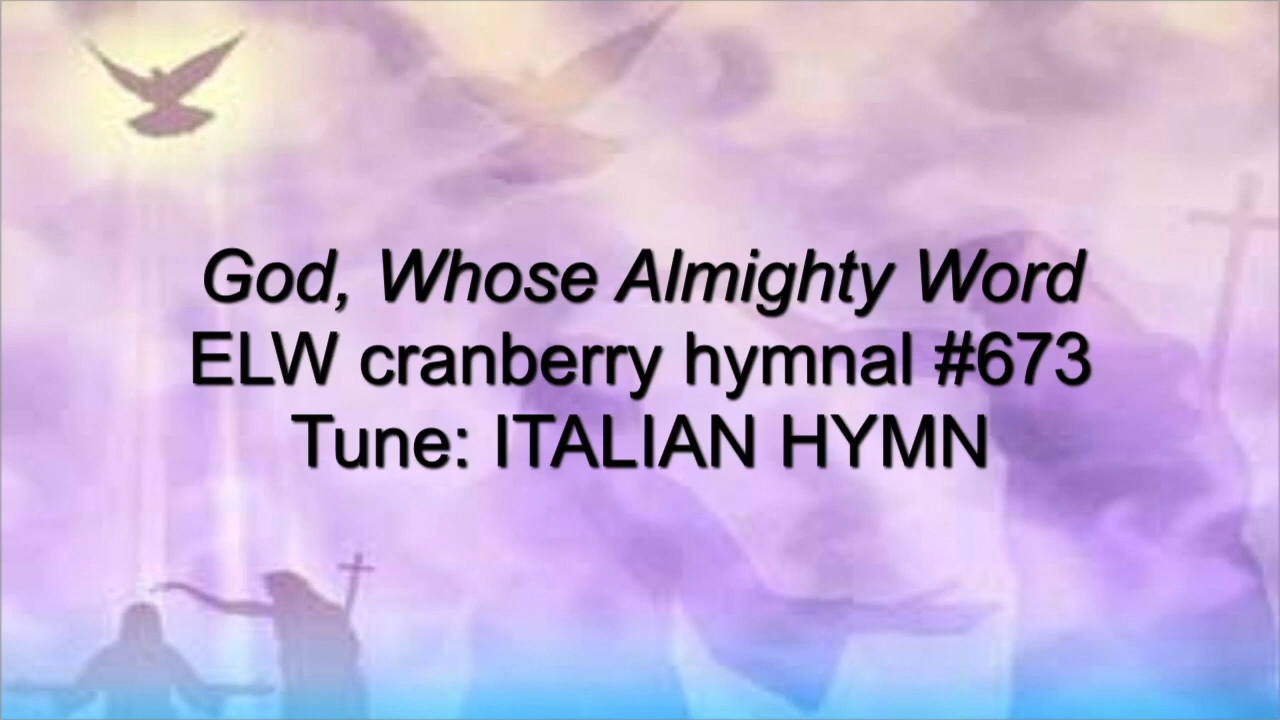 God, Whose Almighty Word
ELW cranberry hymnal #673
Tune: ITALIAN HYMN